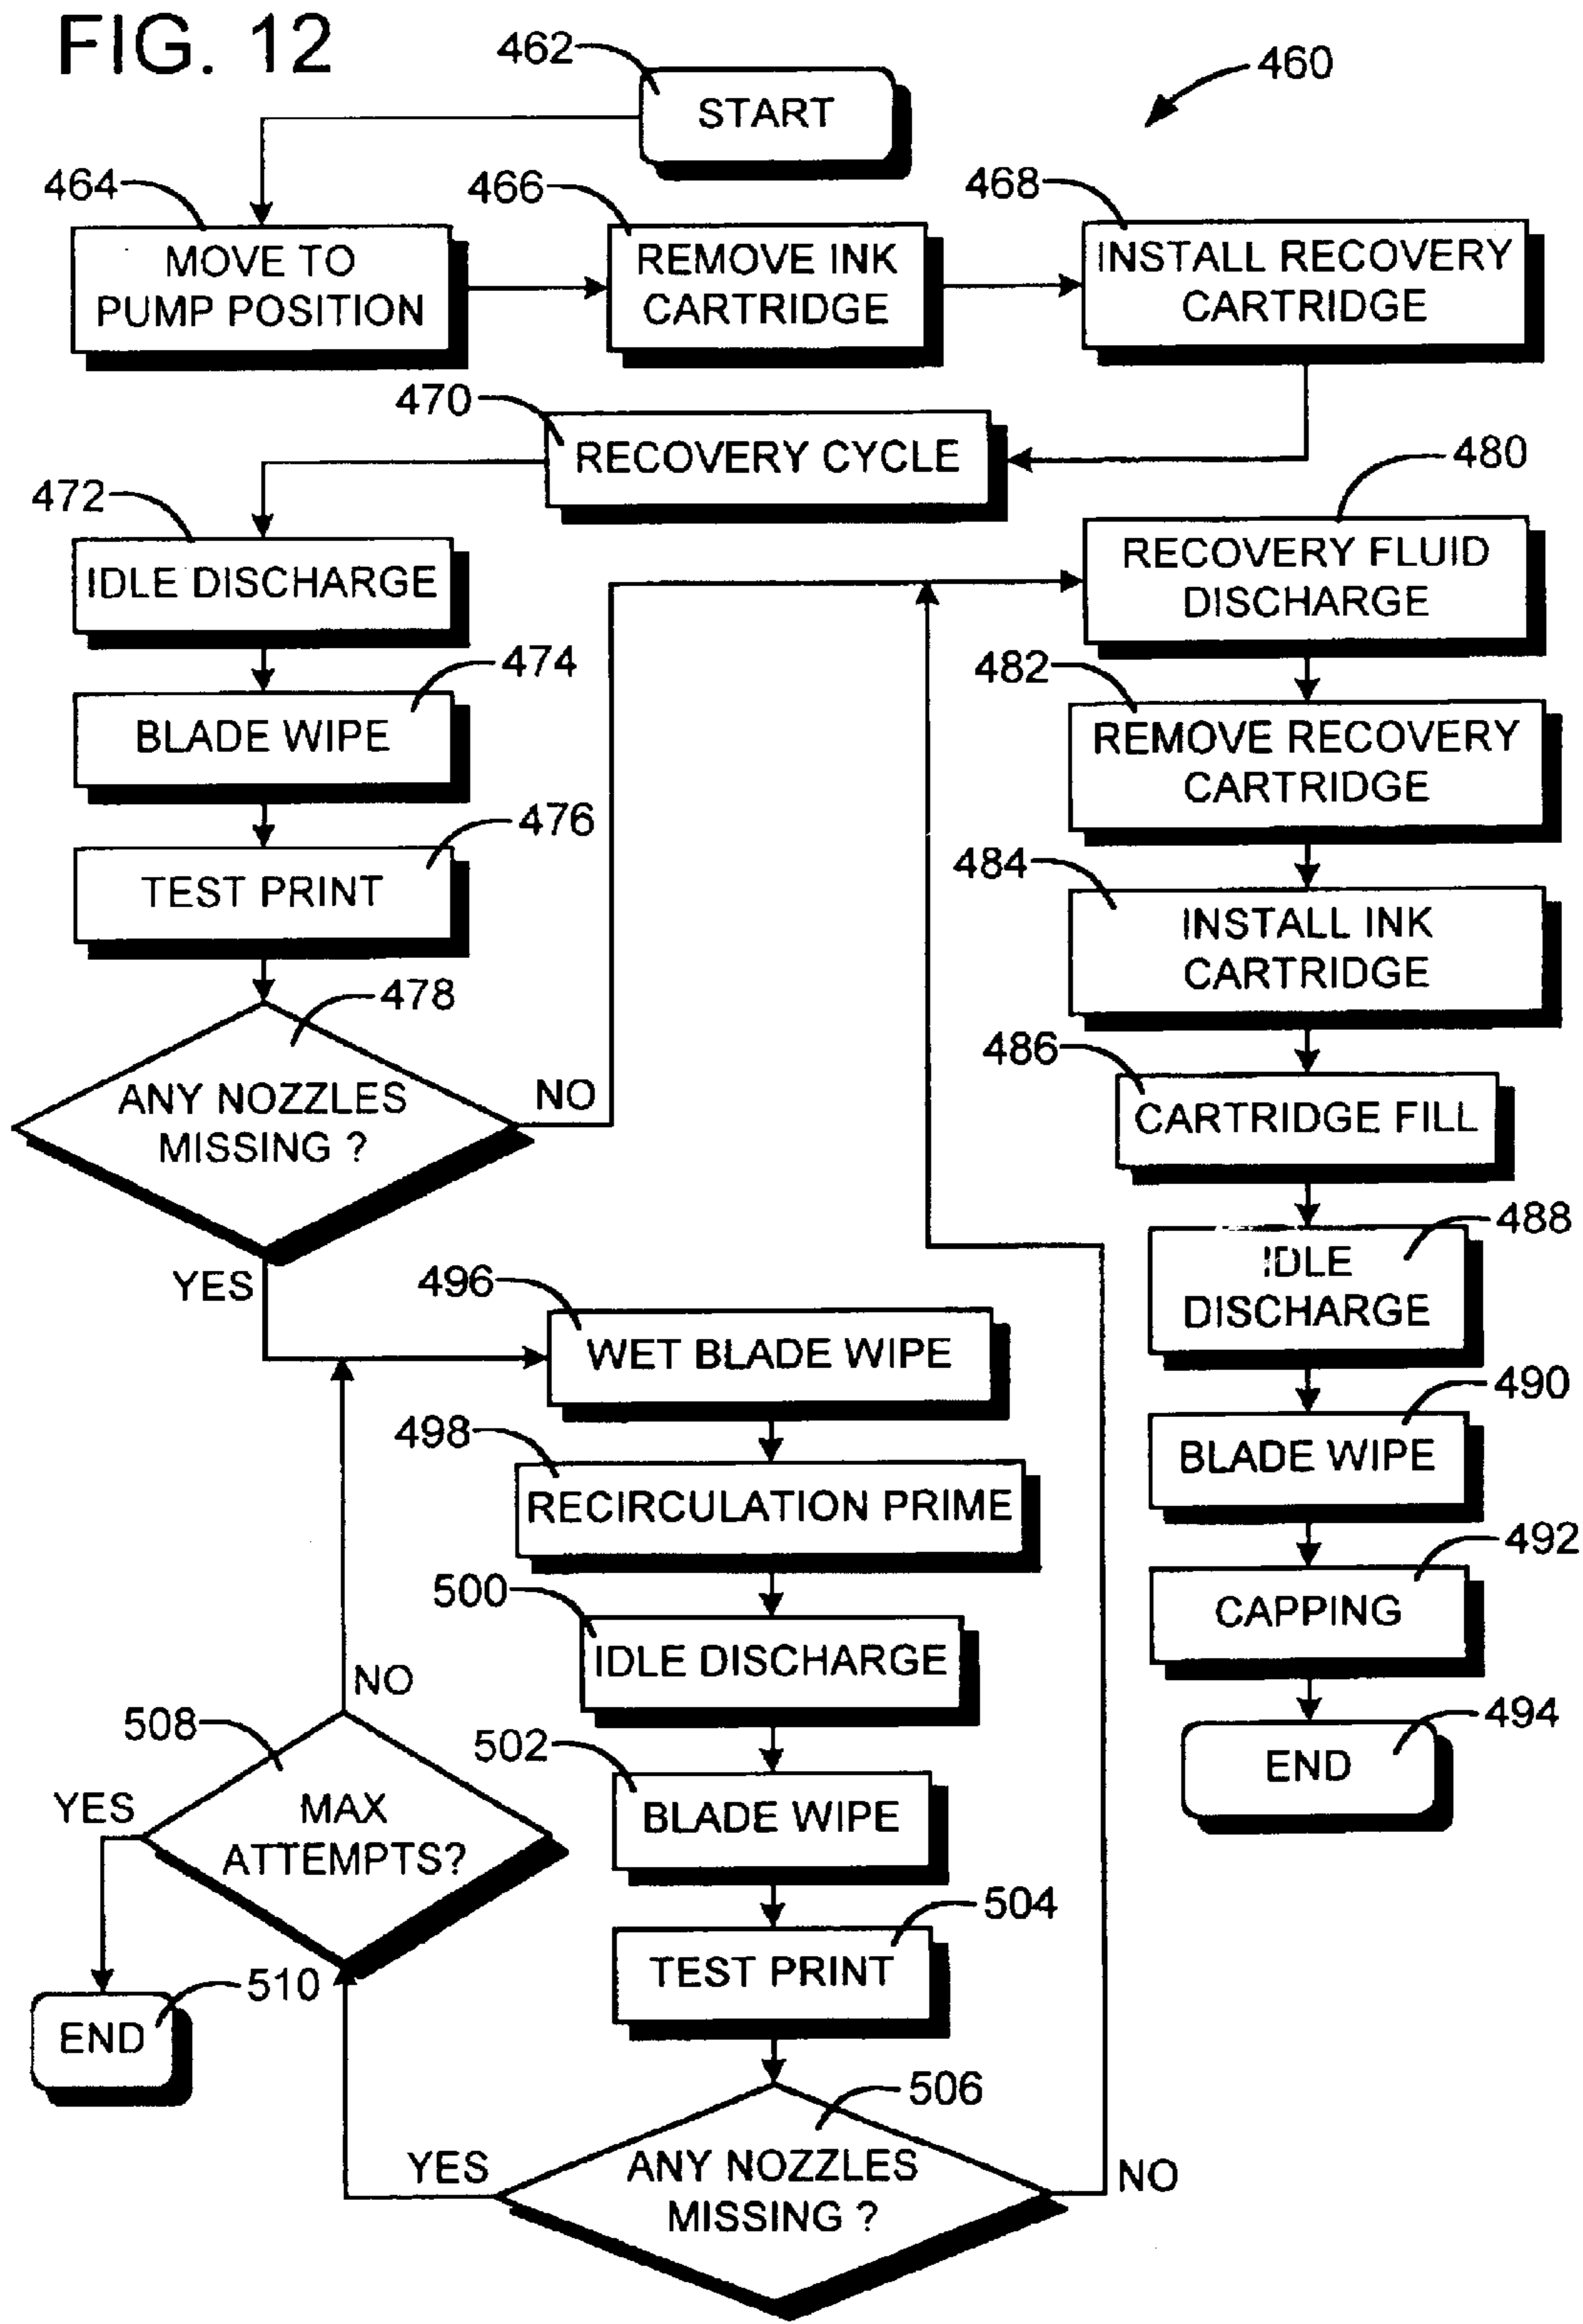 FIG. 12
462
START
460
464
MOVE TO
PUMP POSITION
466
REMOVE INK
CARTRIDGE
468
INSTALL RECOVERY
CARTRIDGE
470
RECOVERY CYCLE
472
IDLE DISCHARGE
474
BLADE WIPE
476
TEST PRINT
478
ANY NOZZLES
MISSING ?
NO
YES
480
RECOVERY FLUID
DISCHARGE
482
REMOVE RECOVERY
CARTRIDGE
484
INSTALL INK
CARTRIDGE
486
CARTRIDGE FILL
488
IDLE
DISCHARGE
490
BLADE WIPE
492
CAPPING
494
END
496
WET BLADE WIPE
498
RECIRCULATION PRIME
500
IDLE DISCHARGE
502
BLADE WIPE
504
TEST PRINT
506
ANY NOZZLES
MISSING ?
YES
NO
508
MAX
ATTEMPTS?
NO
YES
510
END